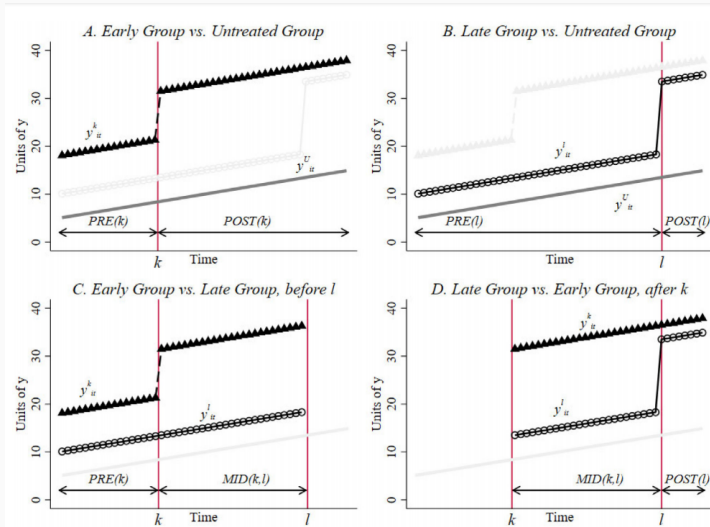 A. Early Group vs. Untreated Group
Units of y
40
30
20
10
0
y^k_it
y^U_it
PRE(k)
POST(k)
k
Time
B. Late Group vs. Untreated Group
Units of y
40
30
20
10
0
y^l_it
y^U_it
PRE(l)
POST(l)
Time
l
C. Early Group vs. Late Group, before l
Units of y
40
30
20
10
0
y^k_it
y^l_it
PRE(k)
MID(k,l)
k
Time
l
D. Late Group vs. Early Group, after k
Units of y
40
30
20
10
0
y^k_it
y^l_it
MID(k,l)
POST(l)
k
Time
l